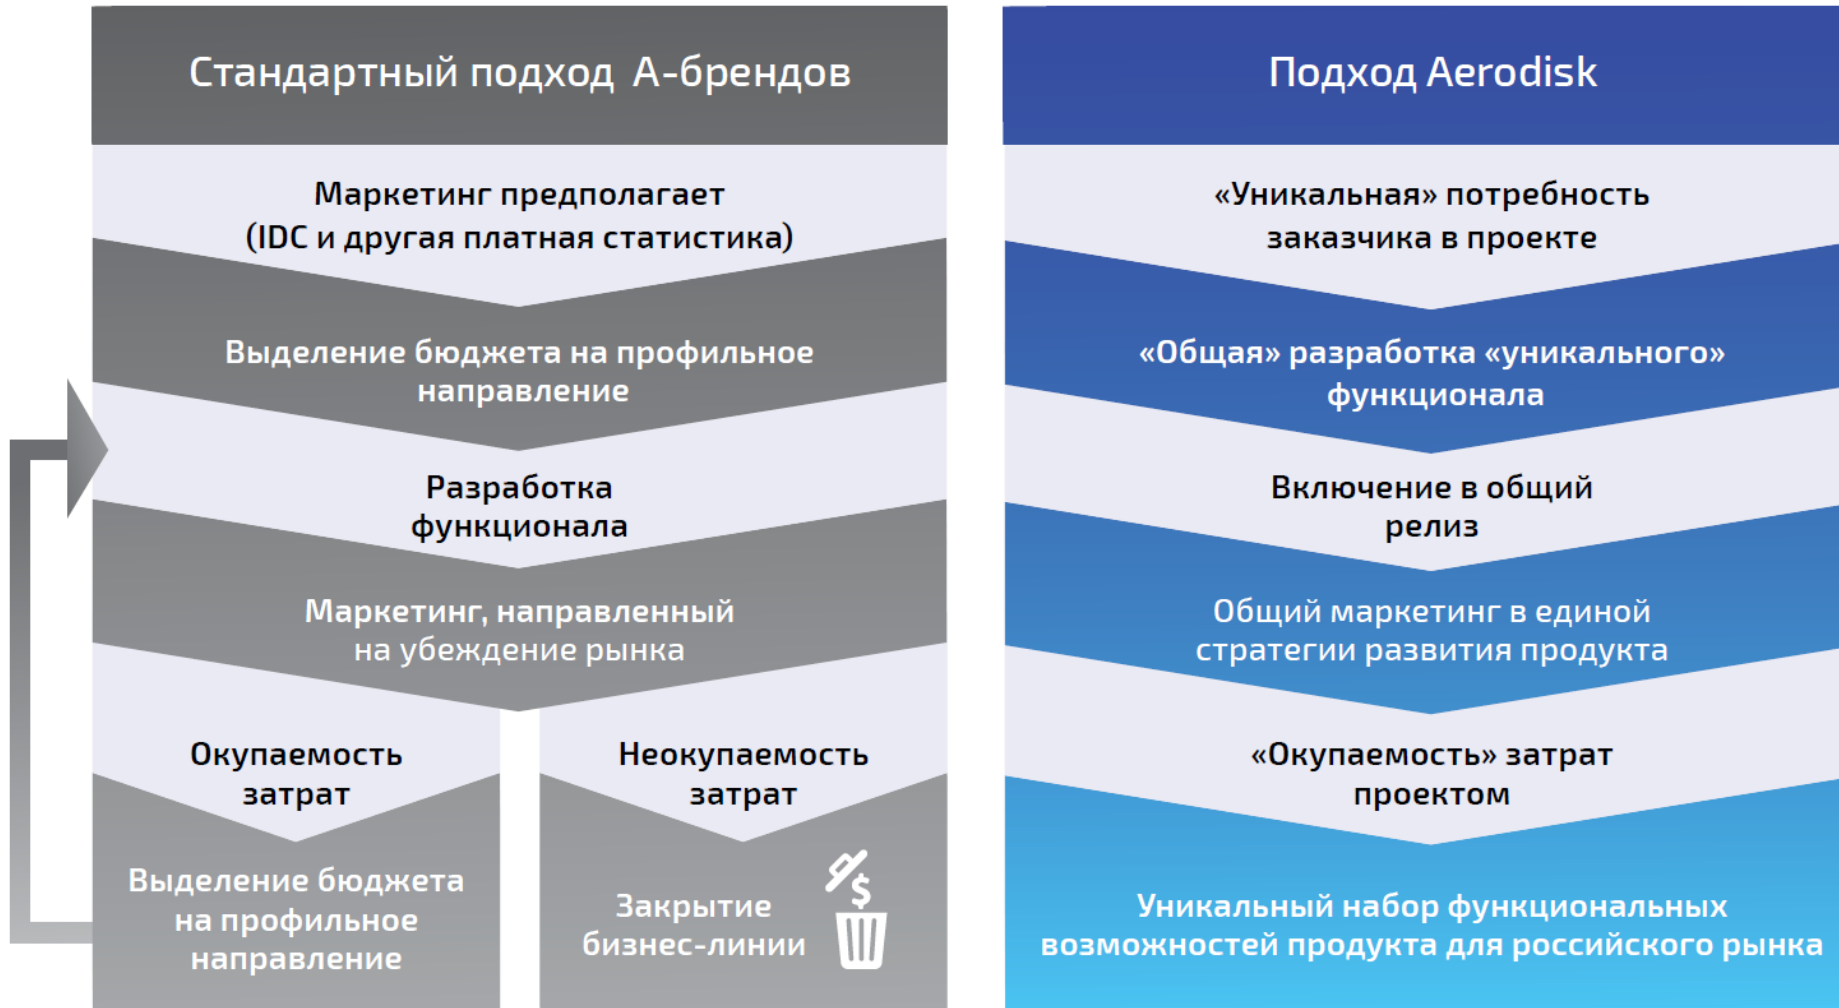 Стандартный подход А-брендов
Маркетинг предполагает
(IDC и другая платная статистика)
Выделение бюджета на профильное
направление
Разработка
функционала
Маркетинг, направленный
на убеждение рынка
Окупаемость
затрат
Выделение бюджета
на профильное
направление
Неокупаемость
затрат
Закрытие
бизнес-линии
$
Подход Aerodisk
«Уникальная» потребность
заказчика в проекте
«Общая» разработка «уникального»
функционала
Включение в общий
релиз
Общий маркетинг в единой
стратегии развития продукта
«Окупаемость» затрат
проектом
Уникальный набор функциональных
возможностей продукта для российского рынка